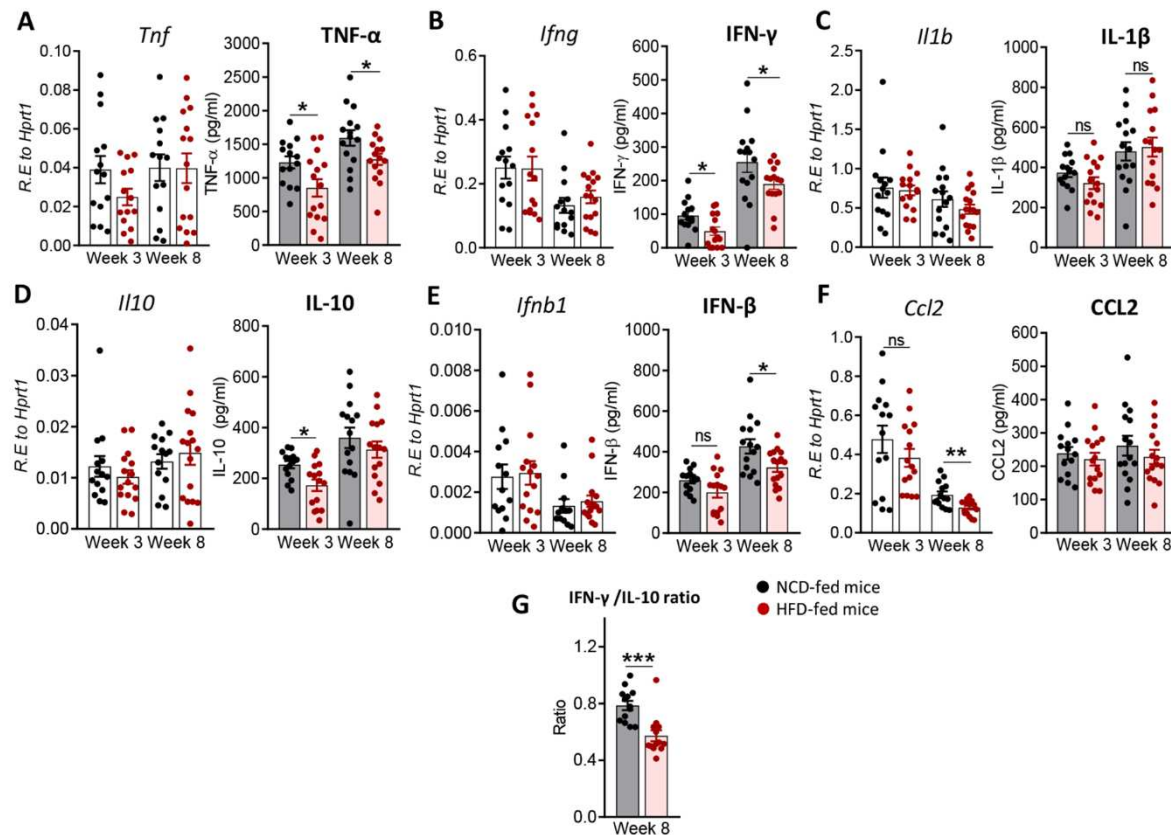 A
Tnf
R.E to Hprt1
0.10
0.08
0.06
0.04
0.02
0.00
Week 3 Week 8
TNF-α
TNF-α (pg/ml)
3000
2500
2000
1500
1000
500
0
*
*
Week 3 Week 8
B
Ifng
R.E to Hprt1
0.6
0.4
0.2
0.0
Week 3 Week 8
IFN-γ
IFN-γ (pg/ml)
600
500
400
300
200
100
0
*
*
Week 3 Week 8
C
Il1b
R.E to Hprt1
2.5
2.0
1.5
1.0
0.5
0.0
Week 3 Week 8
IL-1β
IL-1β (pg/ml)
1000
800
600
400
200
0
ns
ns
Week 3 Week 8
D
Il10
R.E to Hprt1
0.04
0.03
0.02
0.01
0.00
Week 3 Week 8
IL-10
IL-10 (pg/ml)
800
600
400
200
0
*
Week 3 Week 8
E
Ifnb1
R.E to Hprt1
0.010
0.008
0.006
0.004
0.002
0.000
Week 3 Week 8
IFN-β
IFN-β (pg/ml)
1000
800
600
400
200
0
ns
*
Week 3 Week 8
F
Ccl2
R.E to Hprt1
1.0
0.8
0.6
0.4
0.2
0.0
ns
**
Week 3 Week 8
CCL2
CCL2 (pg/ml)
600
500
400
300
200
100
0
Week 3 Week 8
G
IFN-γ /IL-10 ratio
Ratio
1.2
0.8
0.4
0.0
***
Week 8
NCD-fed mice
HFD-fed mice